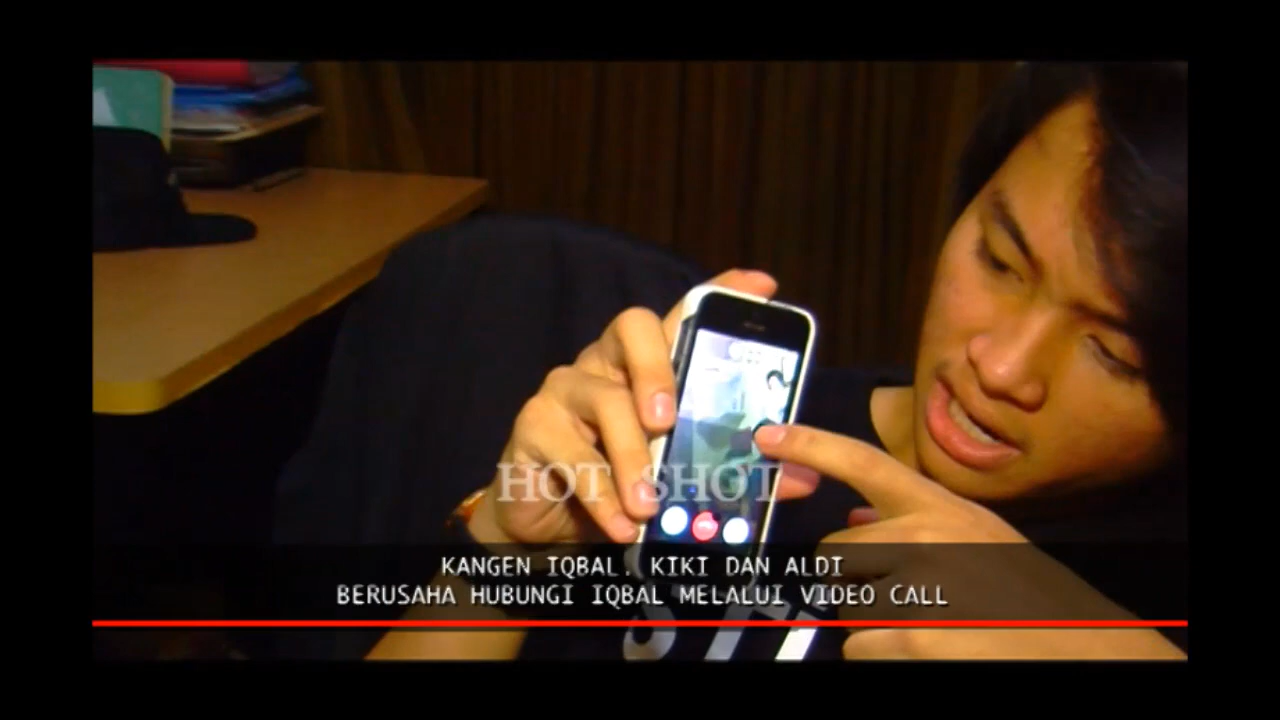 HOT SHOT
KANGEN IQBAL. KIKI DAN ALDI
BERUSAHA HUBUNGI IQBAL MELALUI VIDEO CALL